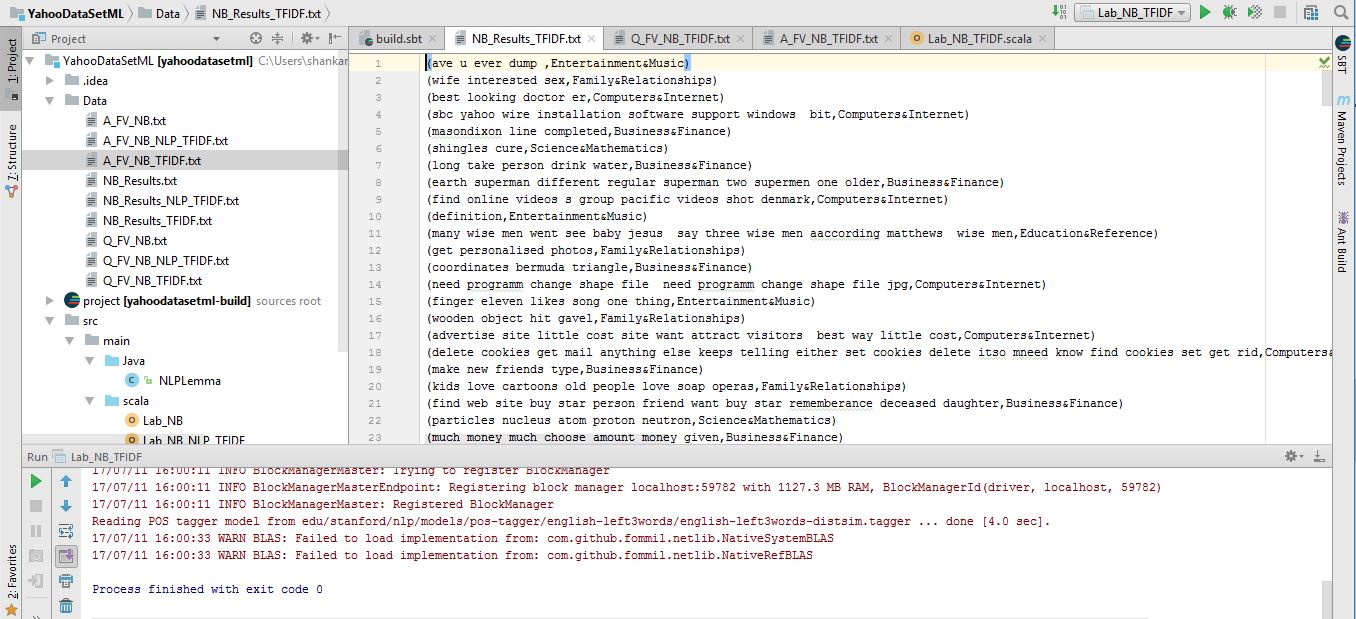 YahooDataSetML Data NB_Results_TFIDF.txt Lab_NB_TFIDF
Project build.sbt NB_Results_TFIDF.txt Q_FV_NB_TFIDF.txt A_FV_NB_TFIDF.txt Lab_NB_TFIDF.scala
1: Project
7: Structure
2: Favorites
YahooDataSetML [yahoodatasetml] C:\Users\shankar
.idea
Data
A_FV_NB.txt
A_FV_NB_NLP_TFIDF.txt
A_FV_NB_TFIDF.txt
NB_Results.txt
NB_Results_NLP_TFIDF.txt
NB_Results_TFIDF.txt
Q_FV_NB.txt
Q_FV_NB_NLP_TFIDF.txt
Q_FV_NB_TFIDF.txt
project [yahoodatasetml-build] sources root
src
main
Java
NLPLemma
scala
Lab_NB
Lab_NB_NLP_TFIDF
1 (ave u ever dump ,Entertainment&Music)
2 (wife interested sex,Family&Relationships)
3 (best looking doctor er,Computers&Internet)
4 (sbc yahoo wire installation software support windows  bit,Computers&Internet)
5 (masondixon line completed,Business&Finance)
6 (shingles cure,Science&Mathematics)
7 (long take person drink water,Business&Finance)
8 (earth superman different regular superman two supermen one older,Business&Finance)
9 (find online videos s group pacific videos shot denmark,Computers&Internet)
10 (definition,Entertainment&Music)
11 (many wise men went see baby jesus  say three wise men aaccording matthews  wise men,Education&Reference)
12 (get personalised photos,Family&Relationships)
13 (coordinates bermuda triangle,Business&Finance)
14 (need programm change shape file  need programm change shape file jpg,Computers&Internet)
15 (finger eleven likes song one thing,Entertainment&Music)
16 (wooden object hit gavel,Family&Relationships)
17 (advertise site little cost site want attract visitors  best way little cost,Computers&Internet)
18 (delete cookies get mail anything else keeps telling either set cookies delete itso mneed know find cookies set get rid,Computers&
19 (make new friends type,Business&Finance)
20 (kids love cartoons old people love soap operas,Family&Relationships)
21 (find web site buy star person friend want buy star rememberance deceased daughter,Business&Finance)
22 (particles nucleus atom proton neutron,Science&Mathematics)
23 (much money much choose amount money given,Business&Finance)
SBT
Maven Projects
Ant Build
Run Lab_NB_TFIDF
17/07/11 16:00:11 INFO BlockManagerMaster: Trying to register BlockManager
17/07/11 16:00:11 INFO BlockManagerMasterEndpoint: Registering block manager localhost:59782 with 1127.3 MB RAM, BlockManagerId(driver, localhost, 59782)
17/07/11 16:00:11 INFO BlockManagerMaster: Registered BlockManager
Reading POS tagger model from edu/stanford/nlp/models/pos-tagger/english-left3words/english-left3words-distsim.tagger ... done [4.0 sec].
17/07/11 16:00:33 WARN BLAS: Failed to load implementation from: com.github.fommil.netlib.NativeSystemBLAS
17/07/11 16:00:33 WARN BLAS: Failed to load implementation from: com.github.fommil.netlib.NativeRefBLAS
Process finished with exit code 0